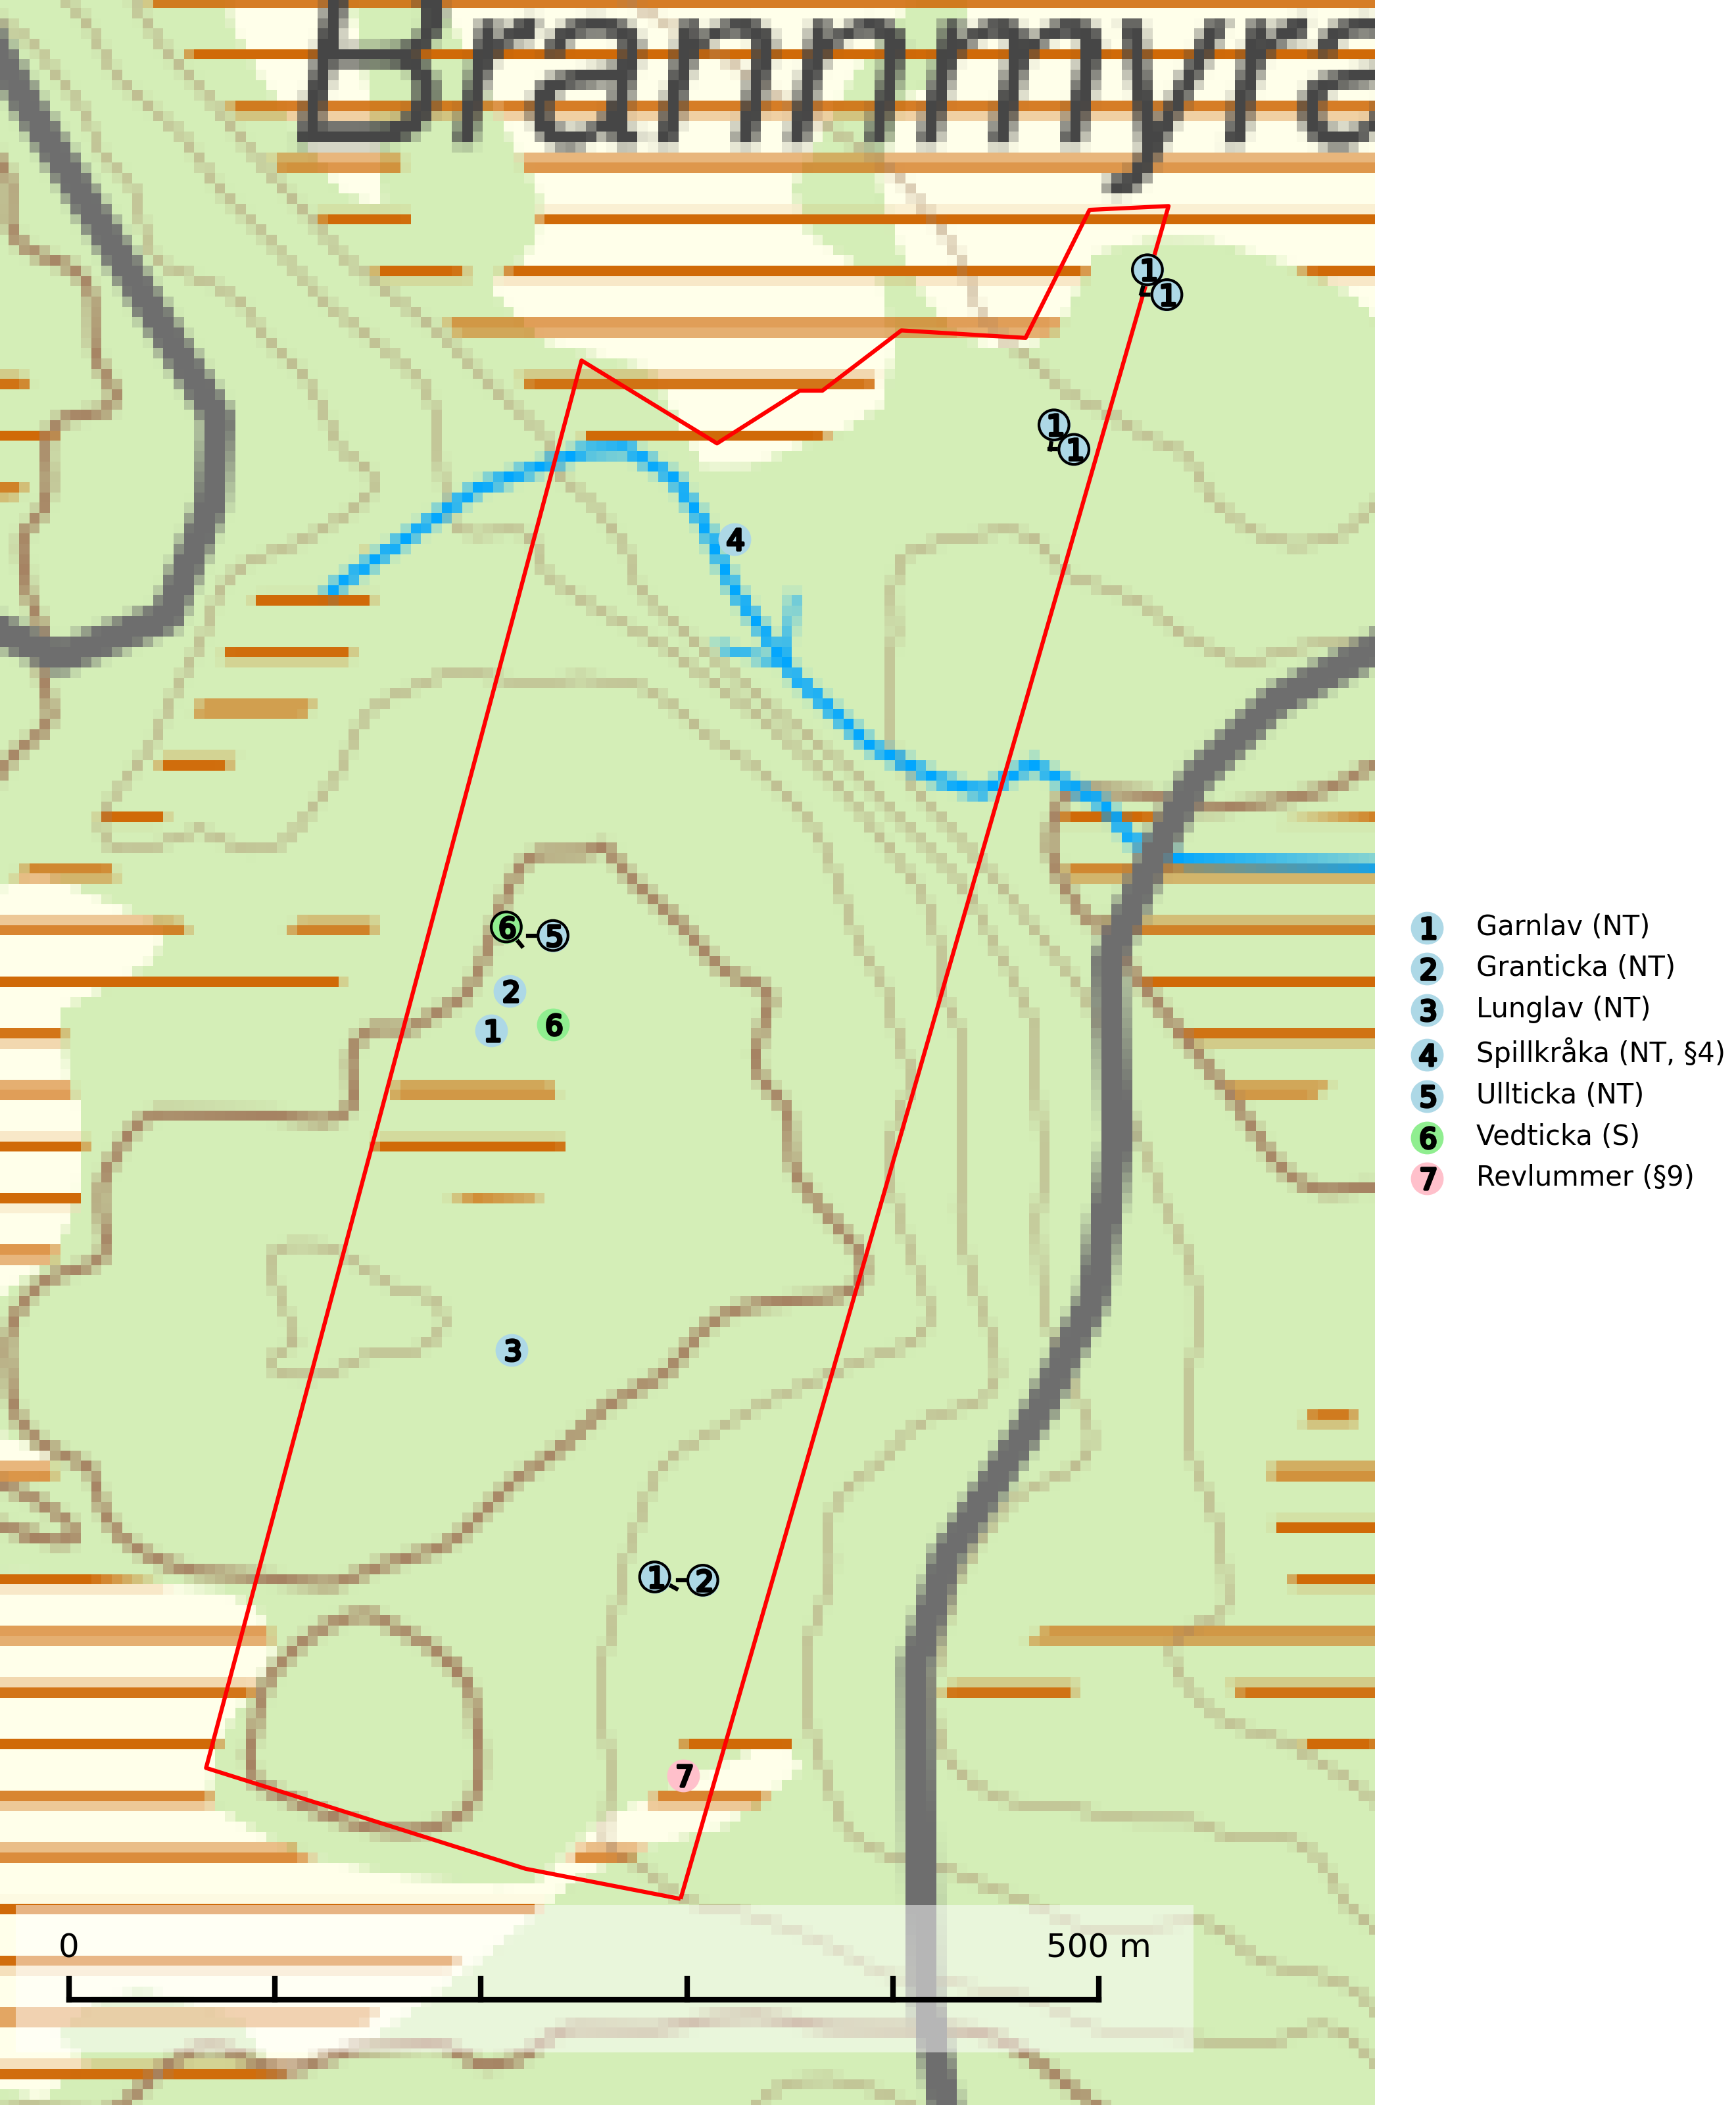 Brannmyra
1
1
1
1
4
6
5
2
1
6
3
1
2
7
0
500 m
1 Garnlav (NT)
2 Granticka (NT)
3 Lunglav (NT)
4 Spillkråka (NT, §4)
5 Ullticka (NT)
6 Vedticka (S)
7 Revlummer (§9)